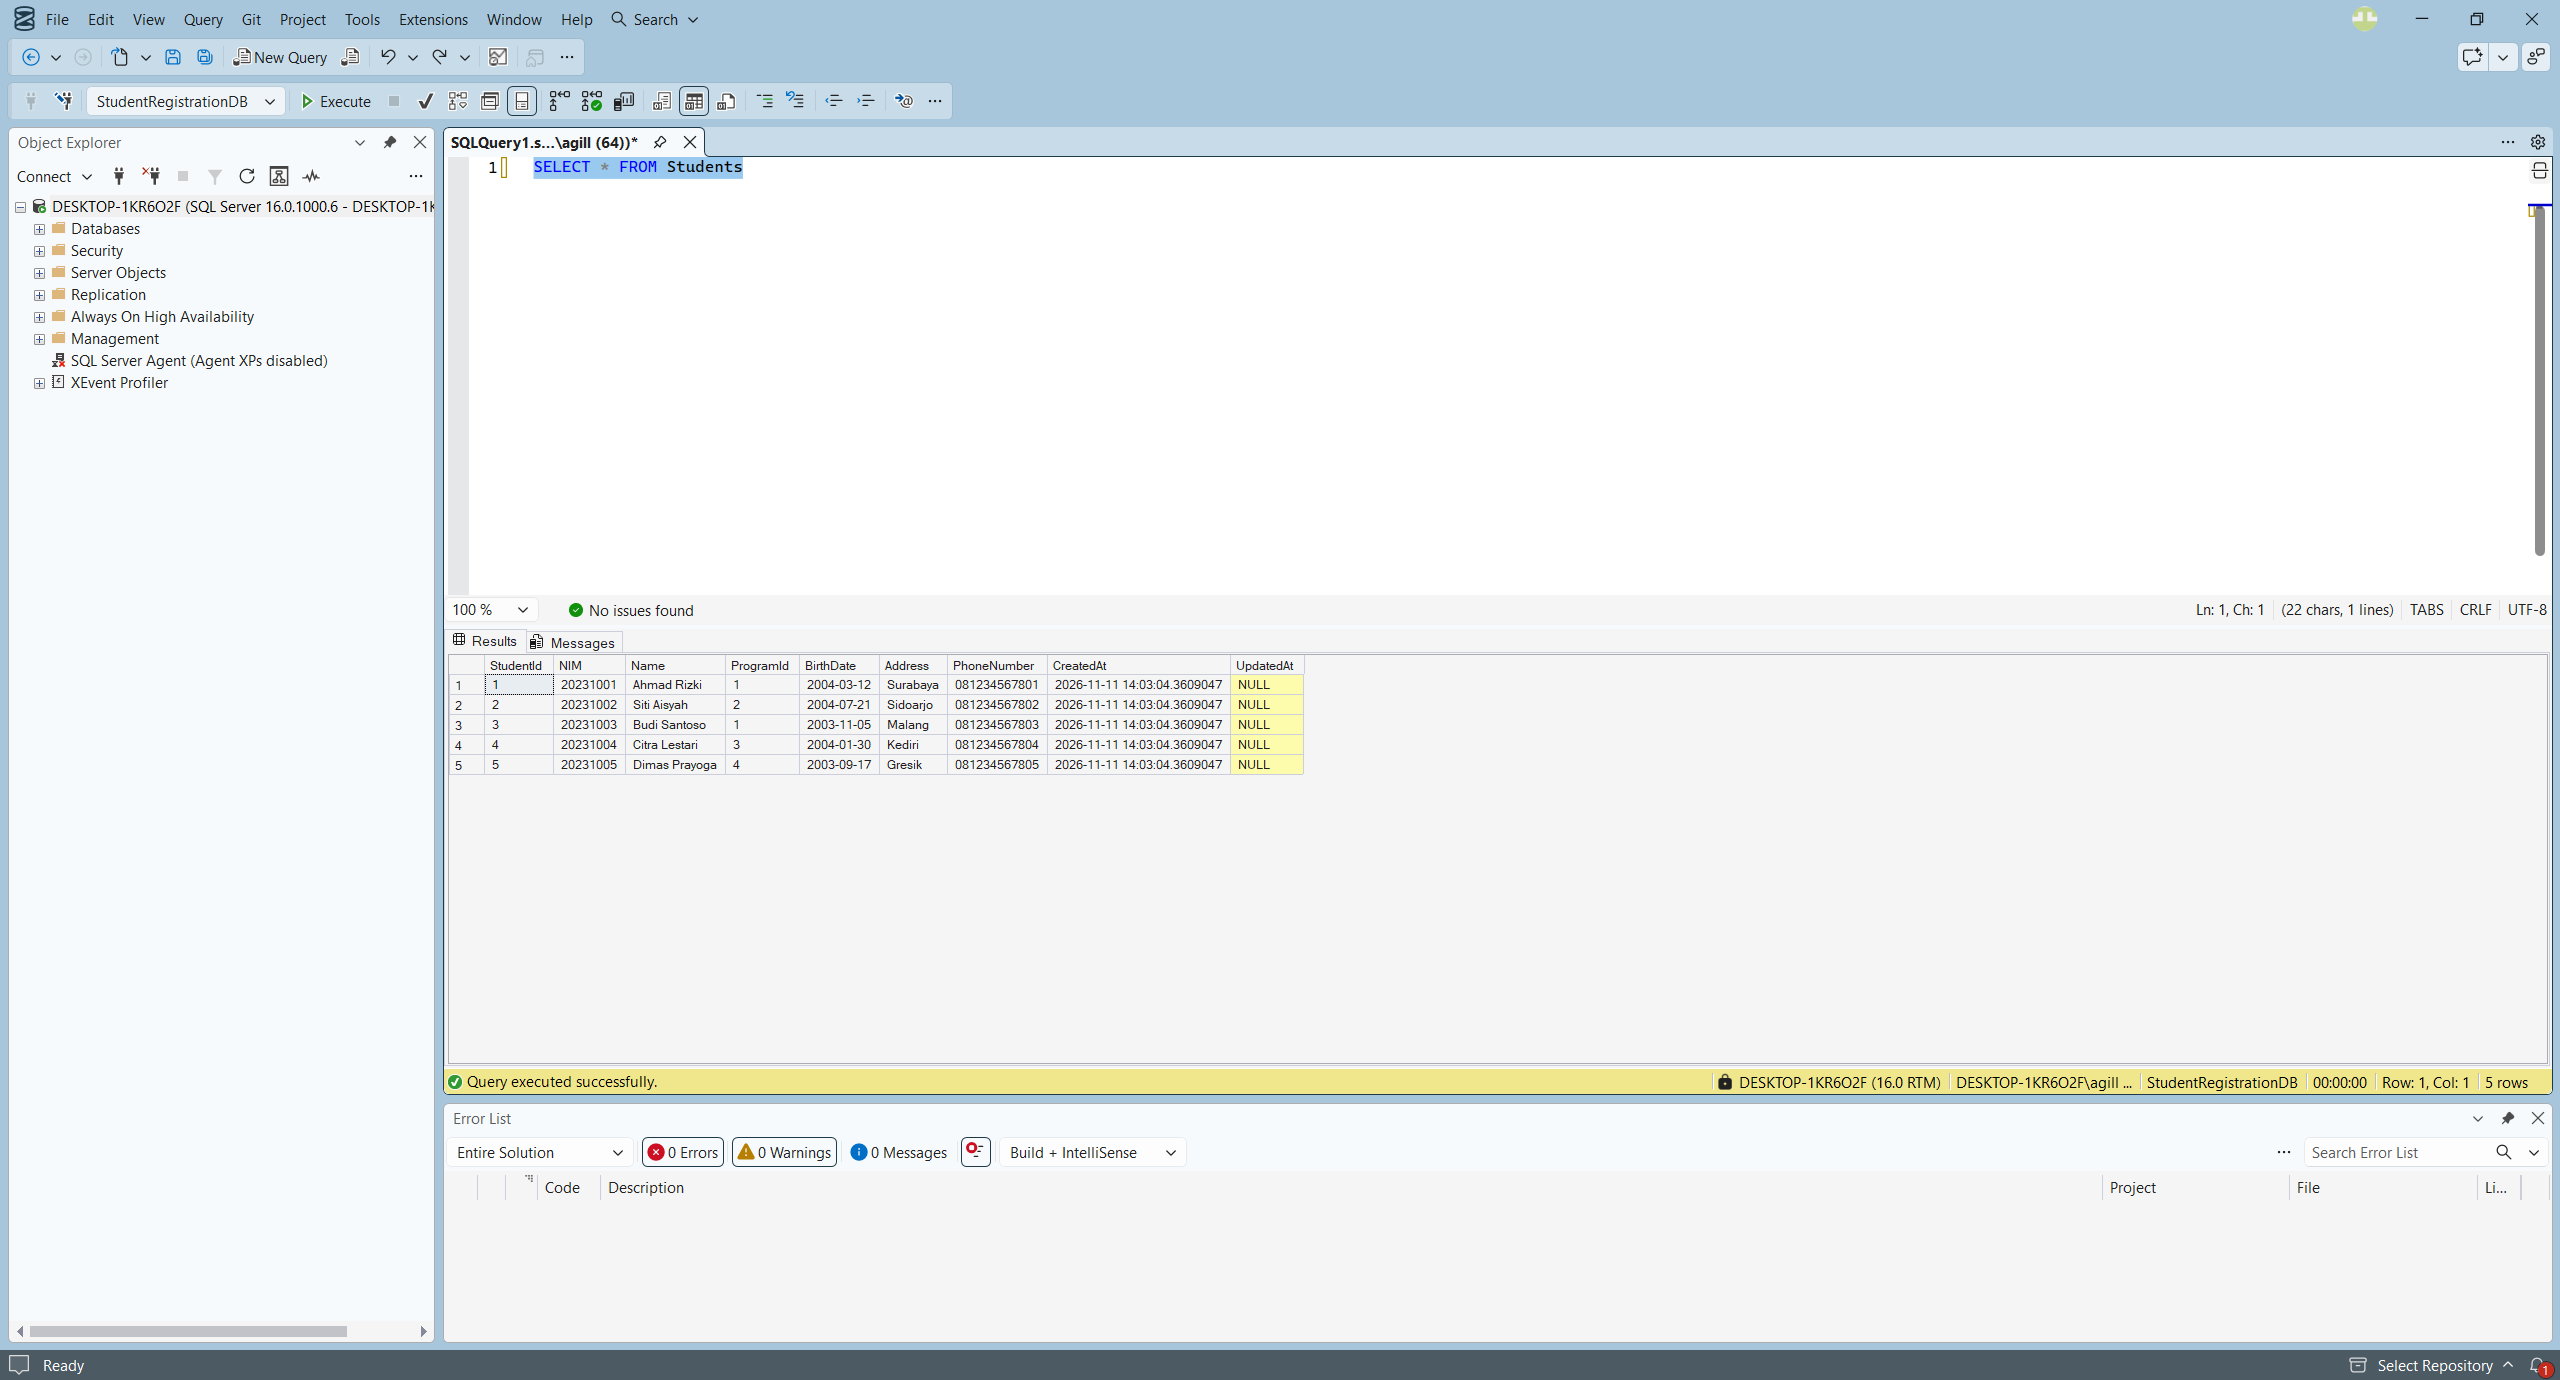 File Edit View Query Git Project Tools Extensions Window Help Search
New Query
StudentRegistrationDB Execute
Object Explorer
Connect
DESKTOP-1KR6O2F (SQL Server 16.0.1000.6 - DESKTOP-1K
Databases
Security
Server Objects
Replication
Always On High Availability
Management
SQL Server Agent (Agent XPs disabled)
XEvent Profiler
SQLQuery1.s...\agill (64))*
1 SELECT * FROM Students
100 % No issues found Ln: 1, Ch: 1 (22 chars, 1 lines) TABS CRLF UTF-8
Results Messages
StudentId NIM Name ProgramId BirthDate Address PhoneNumber CreatedAt UpdatedAt
1 1 20231001 Ahmad Rizki 1 2004-03-12 Surabaya 081234567801 2026-11-11 14:03:04.3609047 NULL
2 2 20231002 Siti Aisyah 2 2004-07-21 Sidoarjo 081234567802 2026-11-11 14:03:04.3609047 NULL
3 3 20231003 Budi Santoso 1 2003-11-05 Malang 081234567803 2026-11-11 14:03:04.3609047 NULL
4 4 20231004 Citra Lestari 3 2004-01-30 Kediri 081234567804 2026-11-11 14:03:04.3609047 NULL
5 5 20231005 Dimas Prayoga 4 2003-09-17 Gresik 081234567805 2026-11-11 14:03:04.3609047 NULL
Query executed successfully. DESKTOP-1KR6O2F (16.0 RTM) DESKTOP-1KR6O2F\agill ... StudentRegistrationDB 00:00:00 Row: 1, Col: 1 5 rows
Error List
Entire Solution 0 Errors 0 Warnings 0 Messages Build + IntelliSense Search Error List
Code Description Project File Li...
Ready Select Repository 1